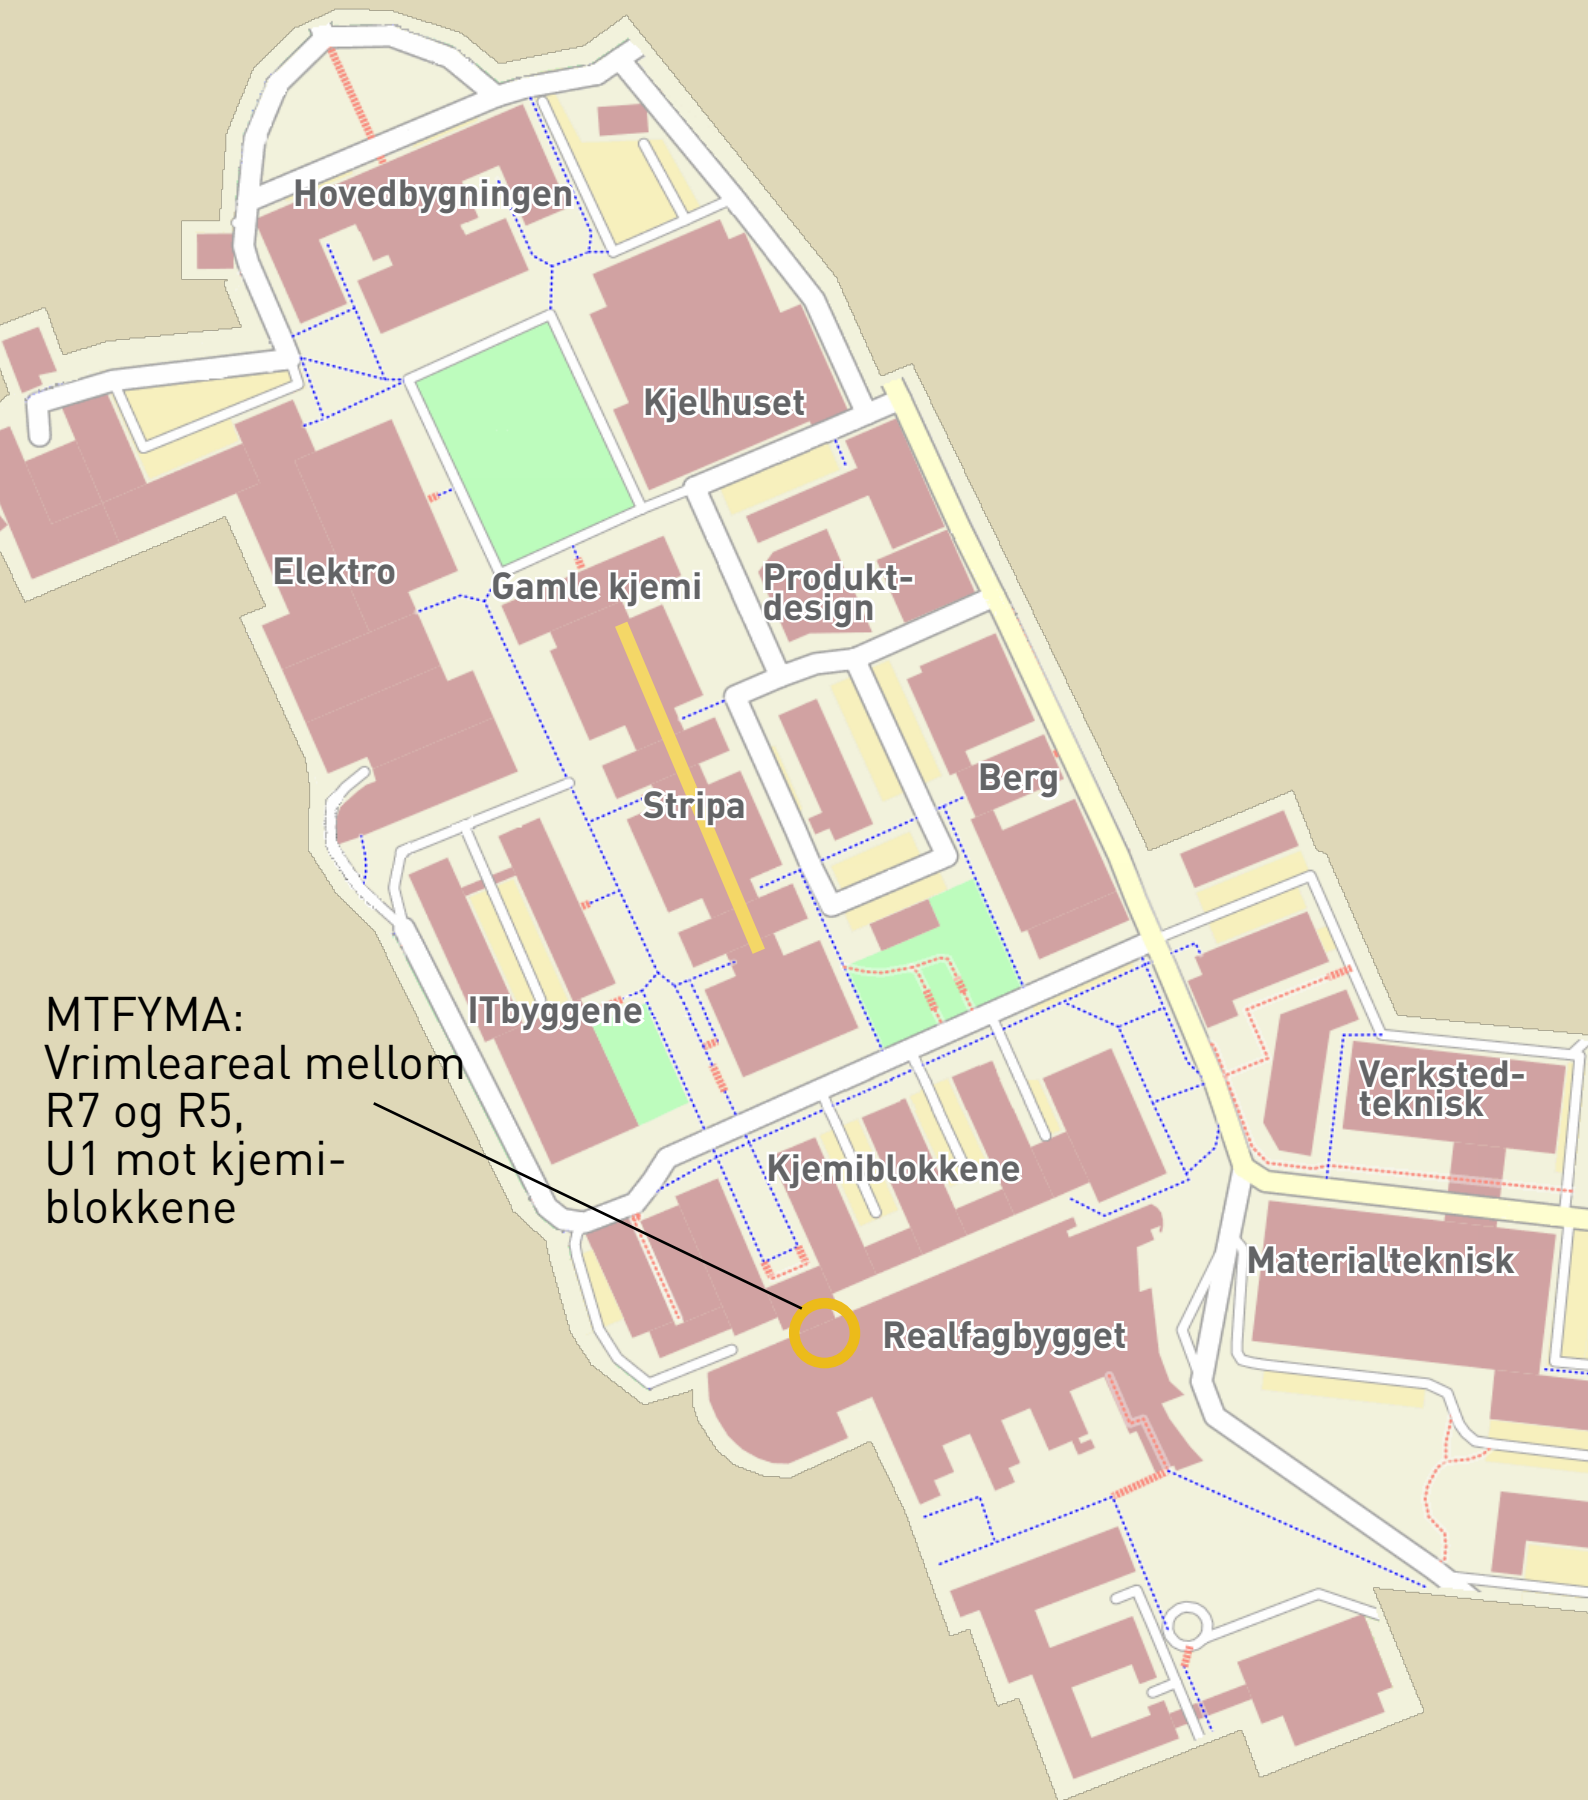 Hovedbygningen
Kjelhuset
Elektro
Gamle kjemi
Produkt-
design
Berg
Stripa
ITbyggene
MTFYMA:
Vrimleareal mellom
R7 og R5,
U1 mot kjemi-
blokkene
Verksted-
teknisk
Kjemiblokkene
Materialteknisk
Realfagbygget